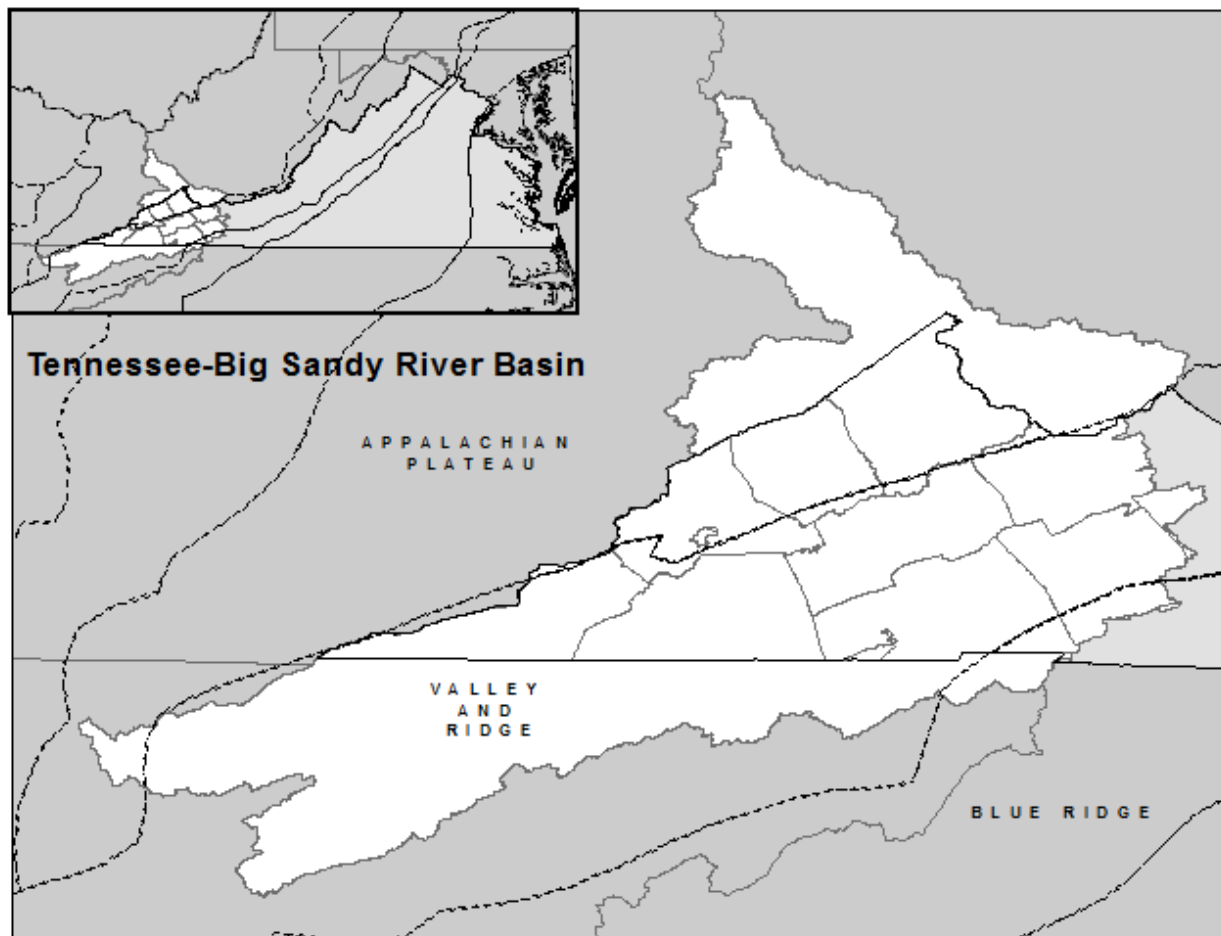 Tennessee-Big Sandy River Basin
APPALACHIAN
PLATEAU
VALLEY
AND
RIDGE
BLUE RIDGE